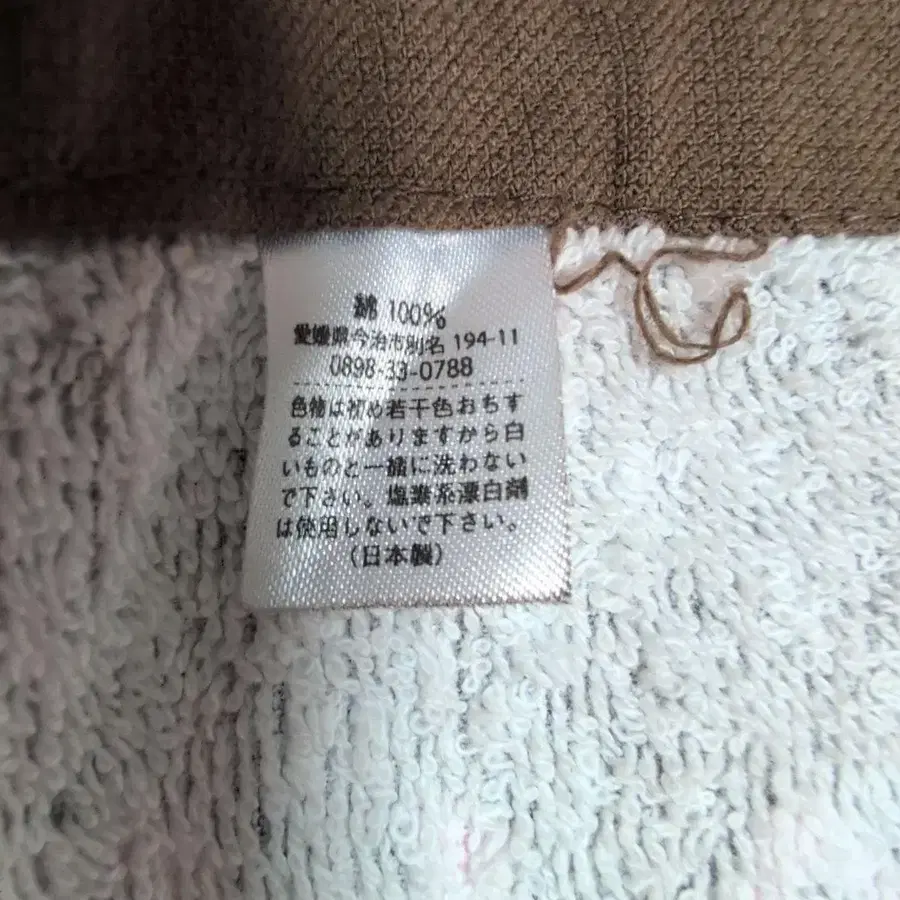 綿 100%
愛媛県今治市別名 194-11
0898-33-0788
色物は初め若干色おちす
ることがありますから白
いものと一緒に洗わない
で下さい。塩素系漂白剤
は使用しないで下さい。
（日本製）